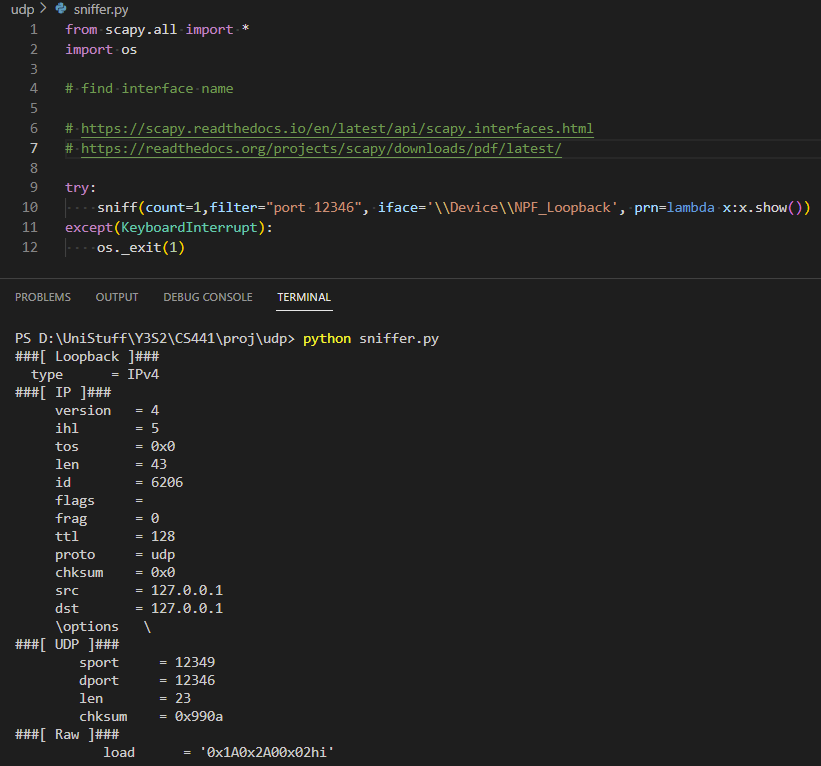 udp > sniffer.py
1 from scapy.all import *
2 import os
3
4 # find interface name
5
6 # https://scapy.readthedocs.io/en/latest/api/scapy.interfaces.html
7 # https://readthedocs.org/projects/scapy/downloads/pdf/latest/
8
9 try:
10     sniff(count=1,filter="port 12346", iface='\\Device\\NPF_Loopback', prn=lambda x:x.show())
11 except(KeyboardInterrupt):
12     os._exit(1)
PROBLEMS OUTPUT DEBUG CONSOLE TERMINAL
PS D:\UniStuff\Y3S2\CS441\proj\udp> python sniffer.py
###[ Loopback ]###
  type      = IPv4
###[ IP ]###
     version   = 4
     ihl       = 5
     tos       = 0x0
     len       = 43
     id        = 6206
     flags     =
     frag      = 0
     ttl       = 128
     proto     = udp
     chksum    = 0x0
     src       = 127.0.0.1
     dst       = 127.0.0.1
     \options   \
###[ UDP ]###
        sport     = 12349
        dport     = 12346
        len       = 23
        chksum    = 0x990a
###[ Raw ]###
           load      = '0x1A0x2A00x02hi'